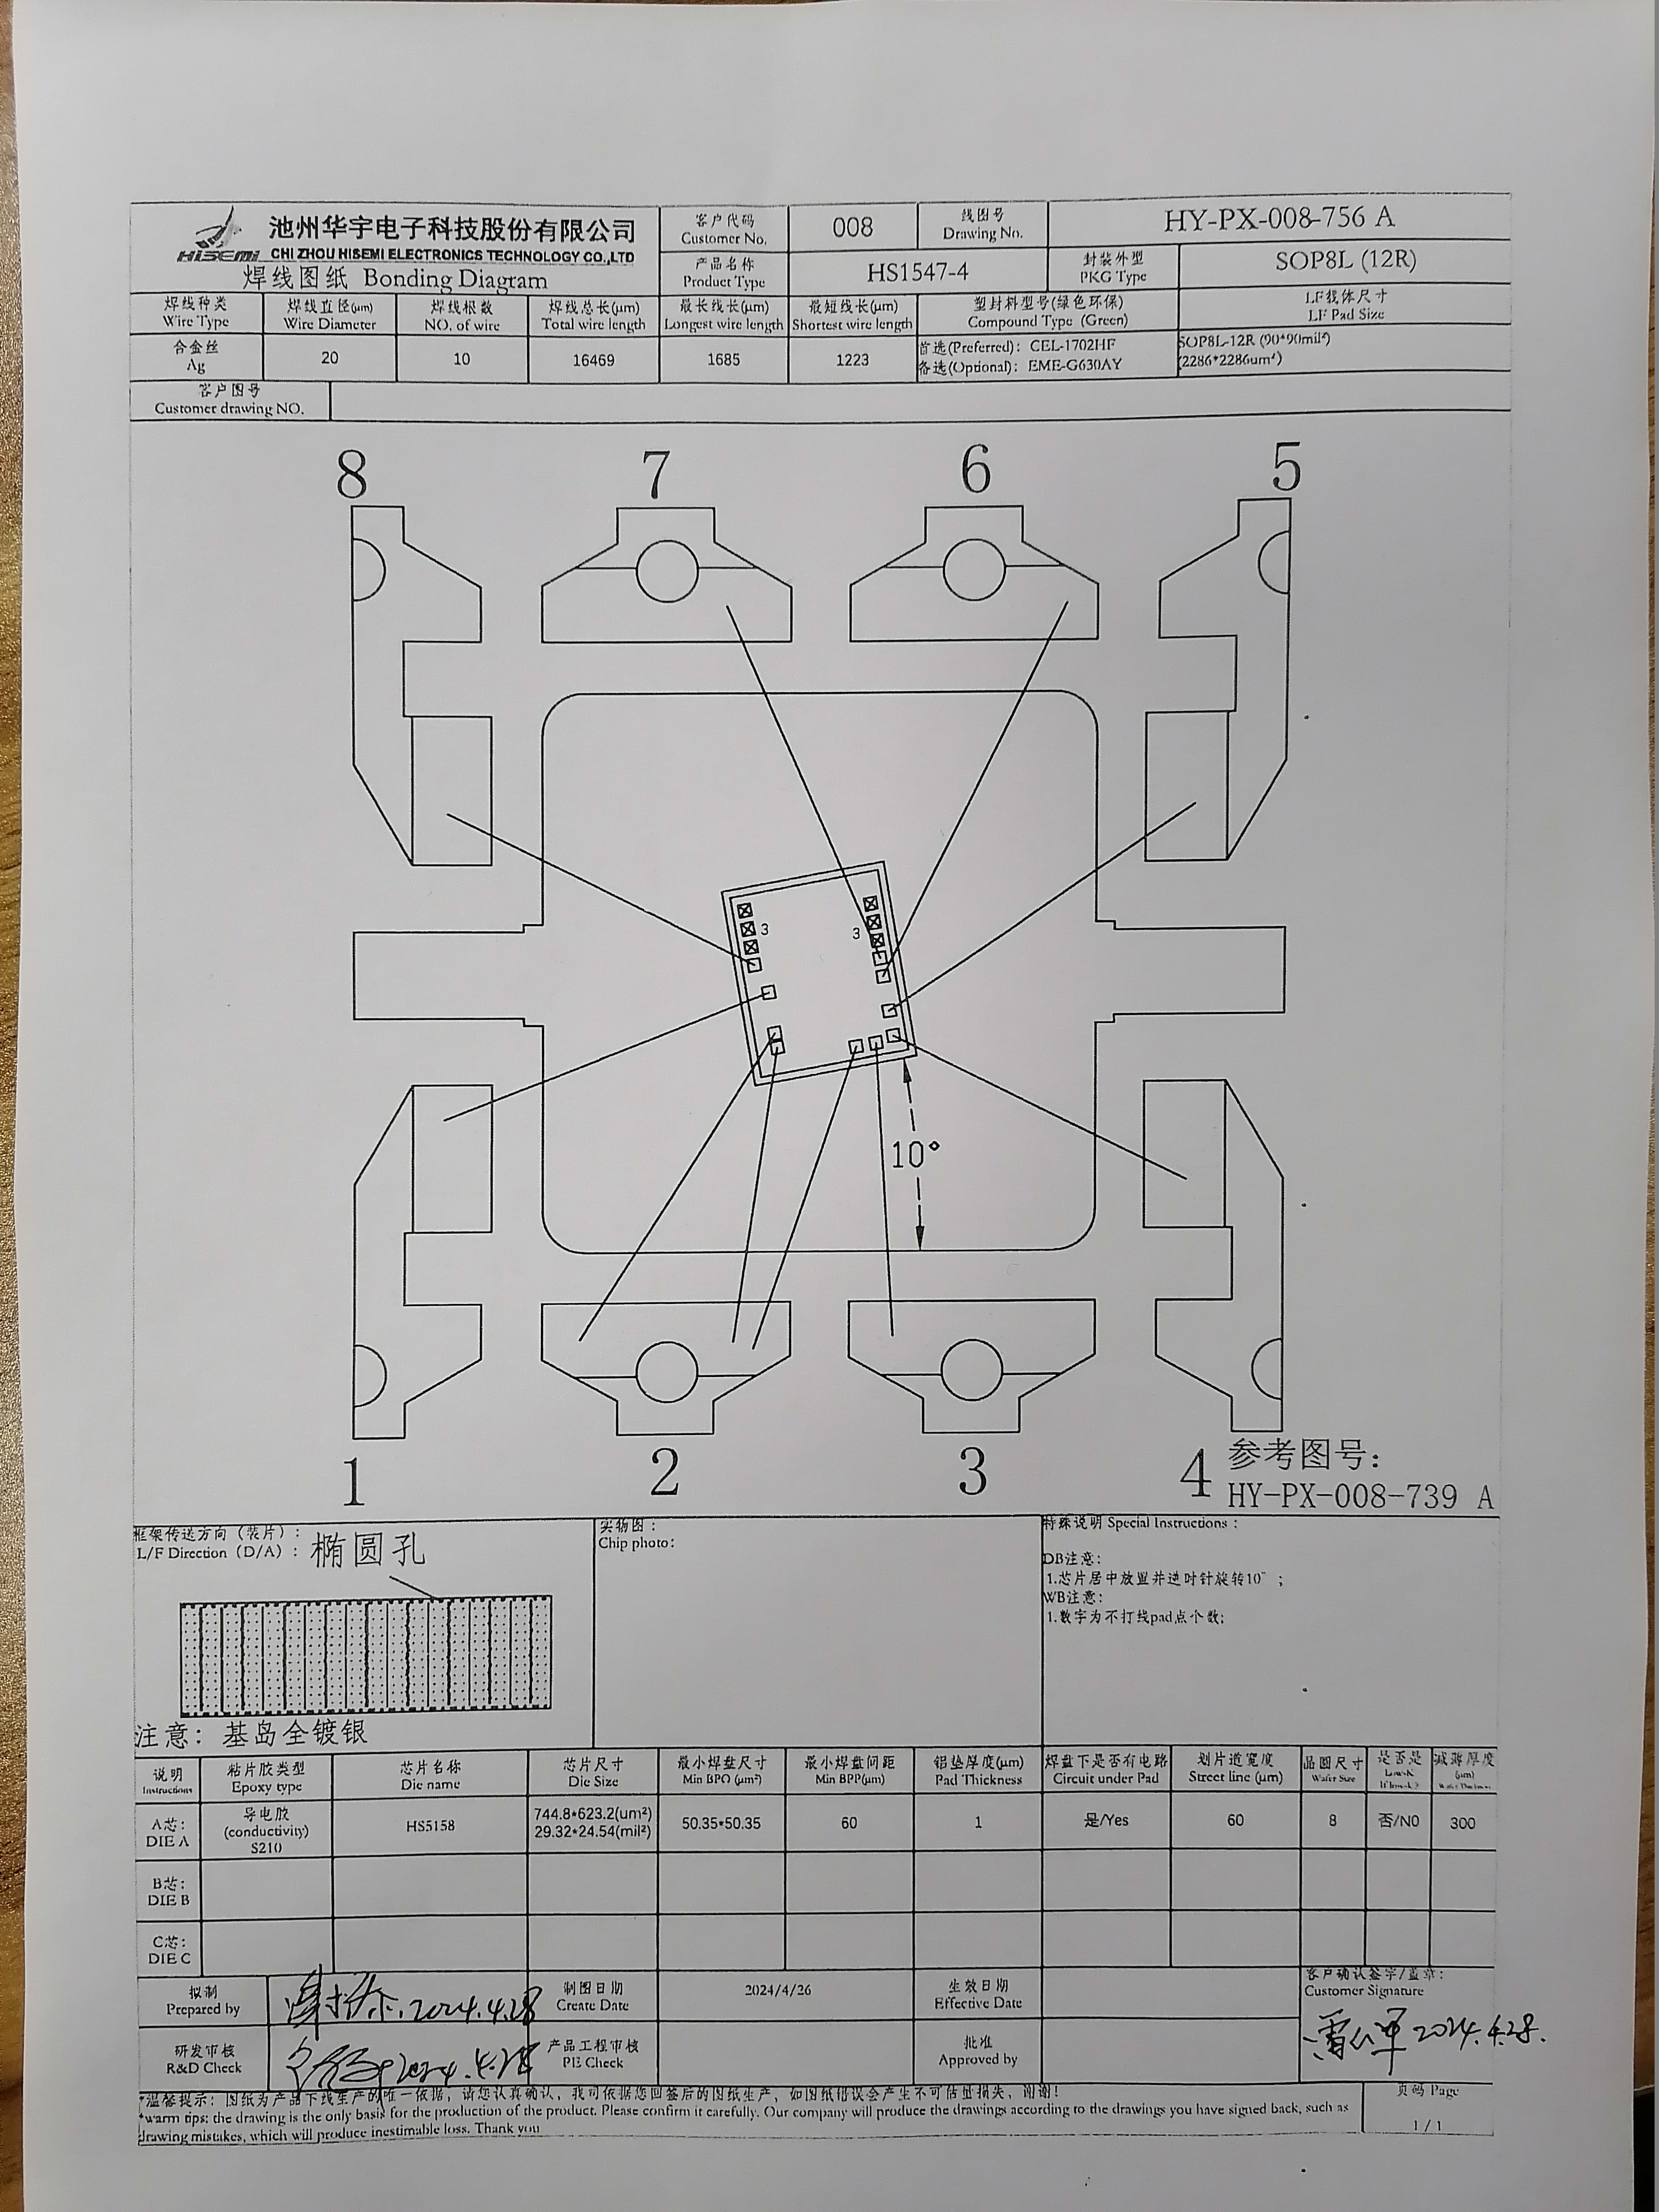 池州华宇电子科技股份有限公司
HISEMI CHI ZHOU HISEMI ELECTRONICS TECHNOLOGY CO.,LTD
焊线图纸 Bonding Diagram
客户代码 Customer No.
008
线图号 Drawing No.
HY-PX-008-756 A
产品名称 Product Type
HS1547-4
封装外型 PKG Type
SOP8L (12R)
焊线种类 Wire Type
焊线直径(μm) Wire Diameter
焊线根数 NO. of wire
焊线总长(μm) Total wire length
最长线长(μm) Longest wire length
最短线长(μm) Shortest wire length
塑封料型号(绿色环保) Compound Type (Green)
LF载体尺寸 LF Pad Size
合金丝 Ag
20
10
16469
1685
1223
首选(Preferred): CEL-1702HF
备选(Optional): EME-G630AY
SOP8L-12R (90*90mil²)
(2286*2286um²)
客户图号
Customer drawing NO.
8 7 6 5
3 3
10°
1 2 3 4
参考图号:
HY-PX-008-739 A
框架传送方向(装片):
L/F Direction (D/A): 椭圆孔
注意: 基岛全镀银
实物图:
Chip photo:
特殊说明 Special Instructions :
DB注意:
1.芯片居中放置并逆时针旋转10° ;
WB注意:
1.数字为不打线pad点个数;
说明 Instructions
粘片胶类型 Epoxy type
芯片名称 Die name
芯片尺寸 Die Size
最小焊盘尺寸 Min BPO (μm²)
最小焊盘间距 Min BPP(μm)
铝垫厚度(μm) Pad Thickness
焊盘下是否有电路 Circuit under Pad
划片道宽度 Street line (μm)
晶圆尺寸 Wafer Size
是否是
减薄厚度 (μm)
A芯: DIE A
导电胶 (conductivity) S210
HS5158
744.8*623.2(um²)
29.32*24.54(mil²)
50.35*50.35
60
1
是/Yes
60
8
否/NO
300
B芯: DIE B
C芯: DIE C
拟制 Prepared by
2024.4.28
制图日期 Create Date
2024/4/26
生效日期 Effective Date
客户确认签字/盖章:
Customer Signature
2024.4.28.
研发审核 R&D Check
2024.4.28
产品工程审核 PE Check
批准 Approved by
*温馨提示: 图纸为产品下线生产的唯一依据, 请您认真确认, 我司依据您回签后的图纸生产, 如图纸错误会产生不可估量损失, 谢谢!
*warm tips: the drawing is the only basis for the production of the product. Please confirm it carefully. Our company will produce the drawings according to the drawings you have signed back, such as
drawing mistakes, which will produce inestimable loss. Thank you
页码 Page
1 / 1